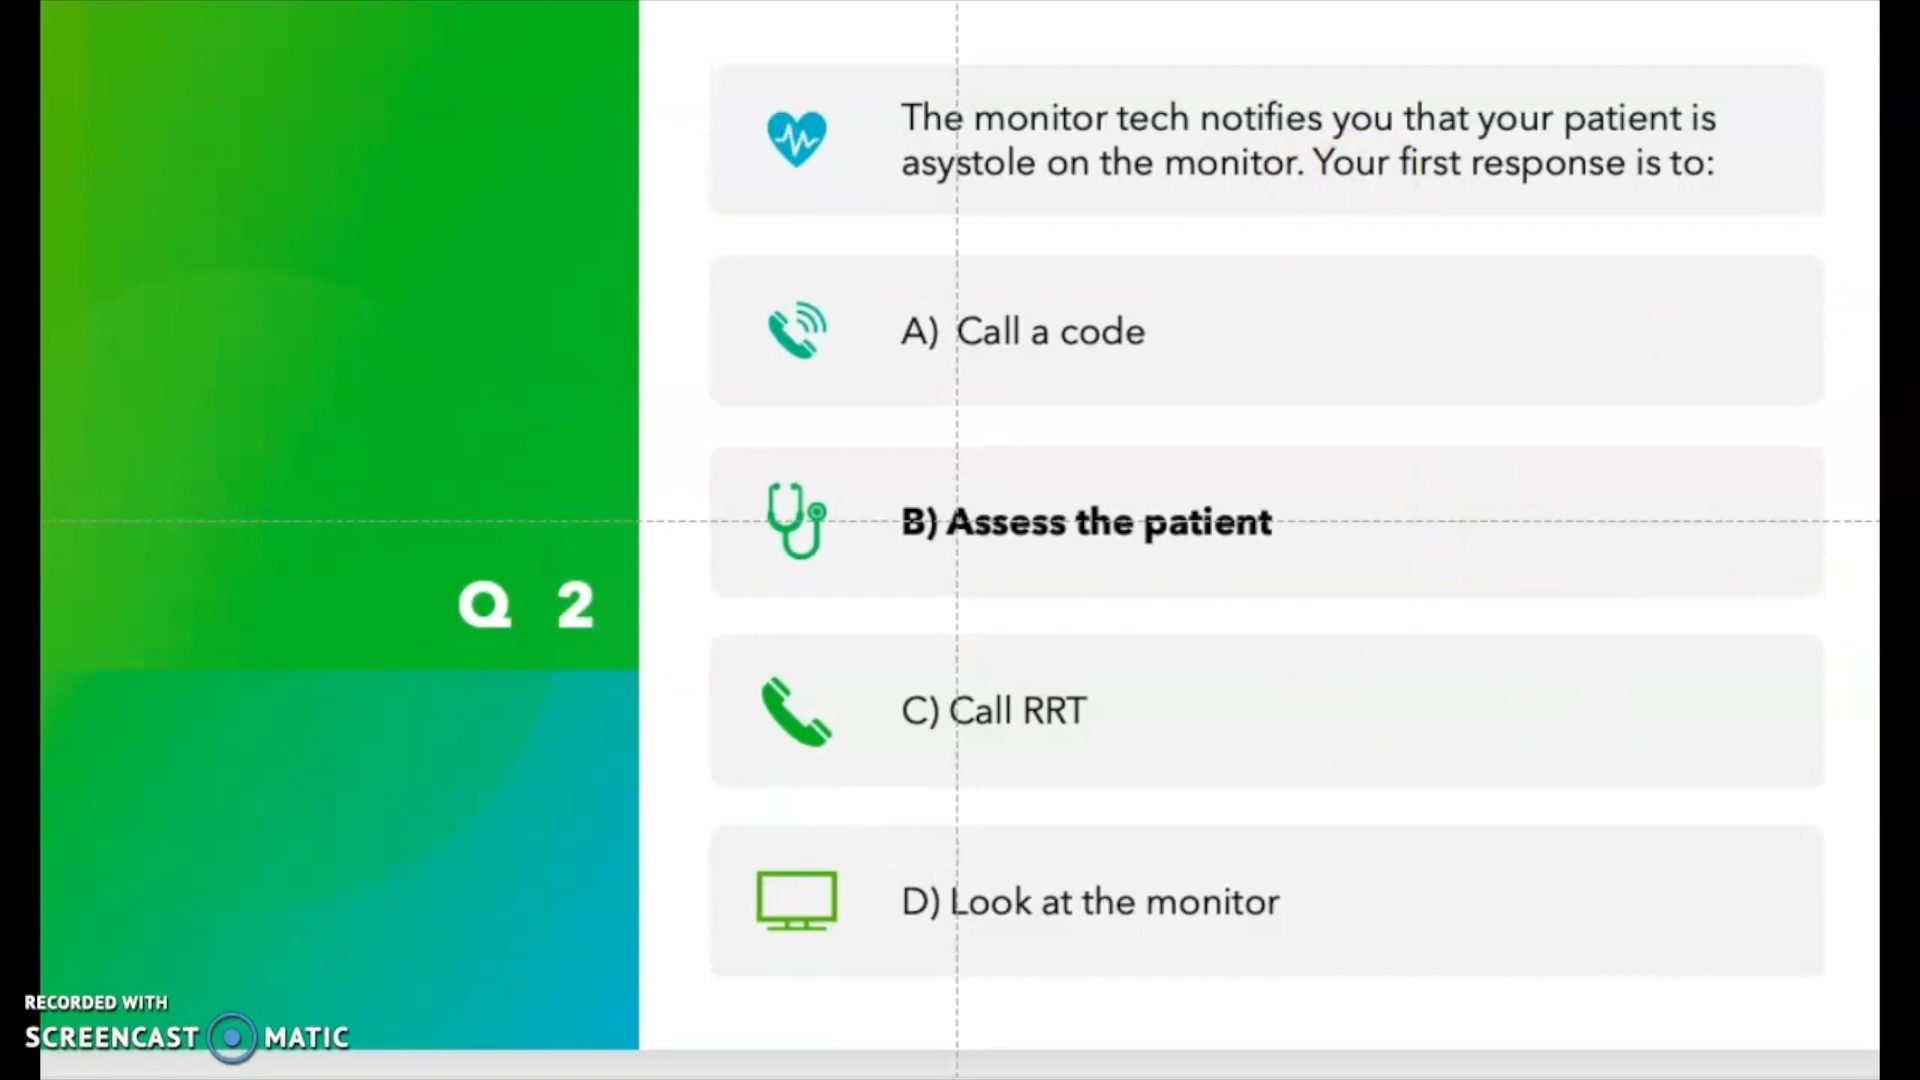 The monitor tech notifies you that your patient is
asystole on the monitor. Your first response is to:
A) Call a code
B) Assess the patient
Q 2
C) Call RRT
D) Look at the monitor
RECORDED WITH
SCREENCAST MATIC